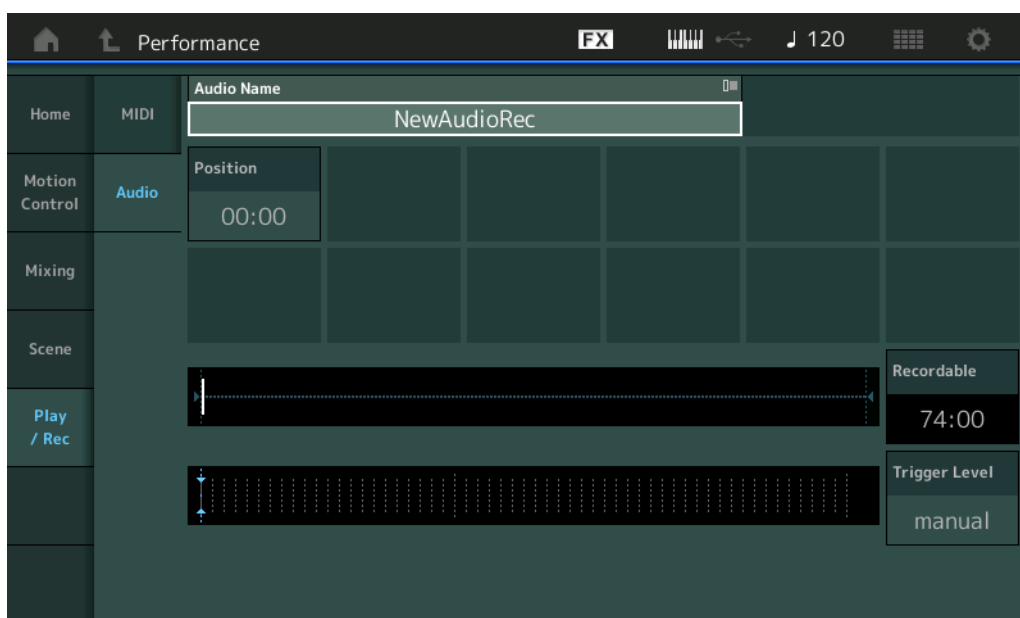 Performance
FX
♩ 120
Home
MIDI
Audio Name
NewAudioRec
Motion
Control
Audio
Position
00:00
Mixing
Scene
Play
/ Rec
Recordable
74:00
Trigger Level
manual